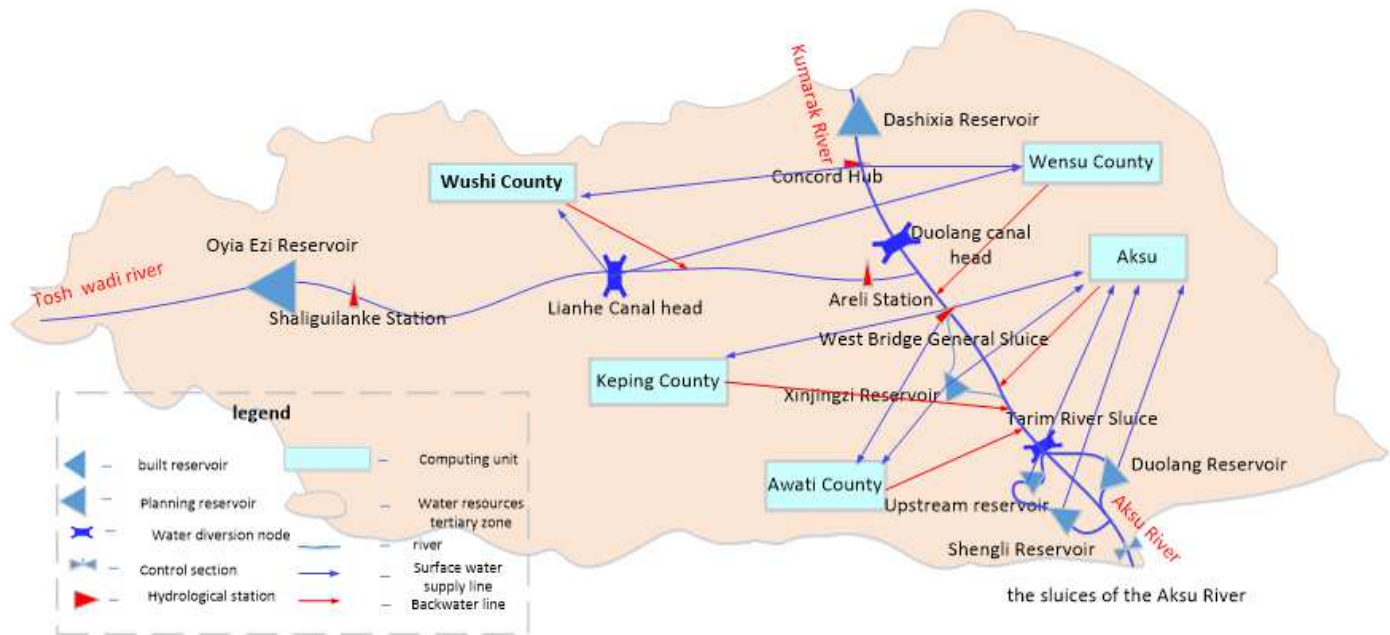 Kumarak River
Dashixia Reservoir
Wensu County
Concord Hub
Wushi County
Duolang canal
head
Aksu
Oyia Ezi Reservoir
Tosh wadi river
Shaliguilanke Station
Lianhe Canal head
Areli Station
West Bridge General Sluice
Keping County
Xinjingzi Reservoir
Tarim River Sluice
Awati County
Upstream reservoir
Duolang Reservoir
Shengli Reservoir
Aksu River
the sluices of the Aksu River
legend
built reservoir
Computing unit
Planning reservoir
Water resources
tertiary zone
Water diversion node
river
Control section
Surface water
supply line
Hydrological station
Backwater line